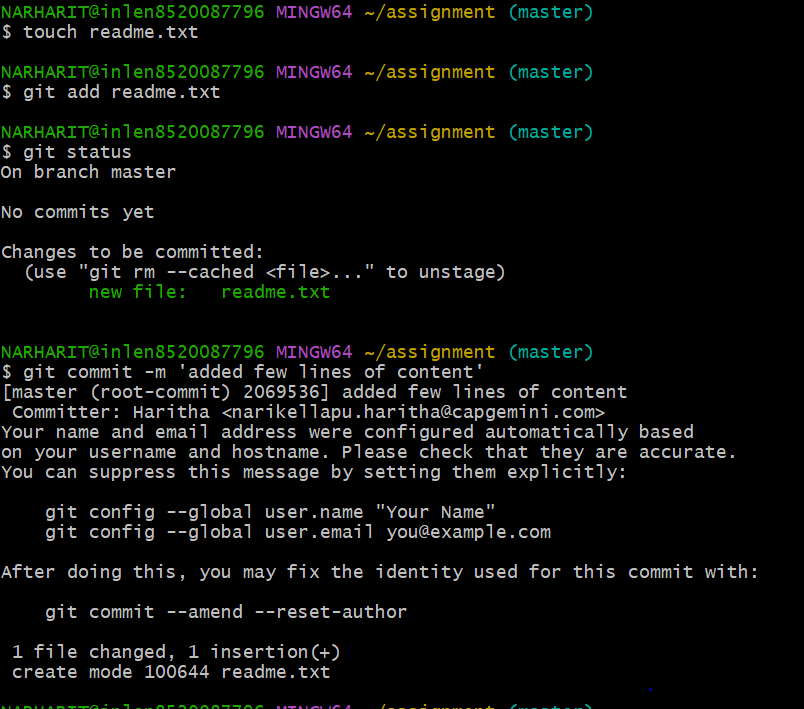 NARHARIT@inlen8520087796 MINGW64 ~/assignment (master)
$ touch readme.txt
NARHARIT@inlen8520087796 MINGW64 ~/assignment (master)
$ git add readme.txt
NARHARIT@inlen8520087796 MINGW64 ~/assignment (master)
$ git status
On branch master
No commits yet
Changes to be committed:
  (use "git rm --cached <file>..." to unstage)
        new file:   readme.txt
NARHARIT@inlen8520087796 MINGW64 ~/assignment (master)
$ git commit -m 'added few lines of content'
[master (root-commit) 2069536] added few lines of content
 Committer: Haritha <narikellapu.haritha@capgemini.com>
Your name and email address were configured automatically based
on your username and hostname. Please check that they are accurate.
You can suppress this message by setting them explicitly:
    git config --global user.name "Your Name"
    git config --global user.email you@example.com
After doing this, you may fix the identity used for this commit with:
    git commit --amend --reset-author
 1 file changed, 1 insertion(+)
 create mode 100644 readme.txt
NARHARIT@inlen8520087796 MINGW64 ~/assignment (master)